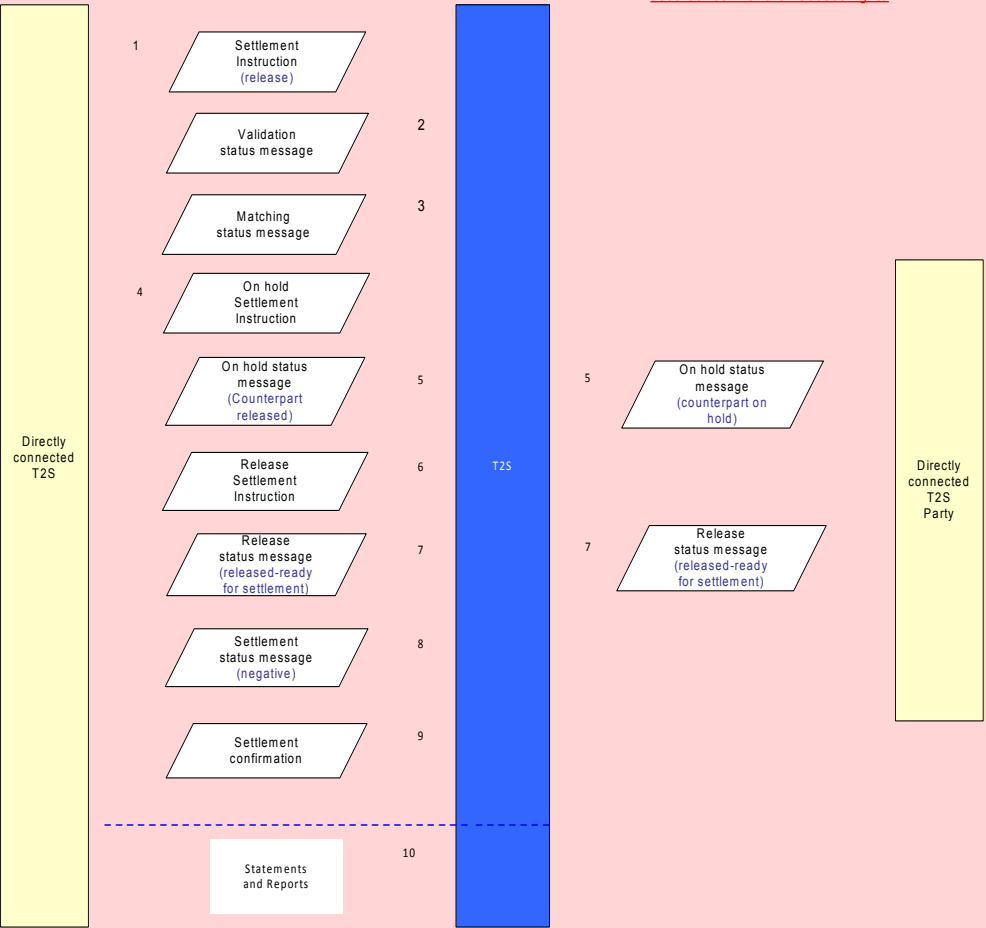 1
Settlement
Instruction
(release)
Validation
status message
2
Matching
status message
3
4
On hold
Settlement
Instruction
On hold status
message
(Counterpart
released)
5
5
On hold status
message
(counterpart on
hold)
Directly
connected
T2S
Release
Settlement
Instruction
6
T2S
Directly
connected
T2S
Party
Release
status message
(released-ready
for settlement)
7
7
Release
status message
(released-ready
for settlement)
Settlement
status message
(negative)
8
Settlement
confirmation
9
Statements
and Reports
10